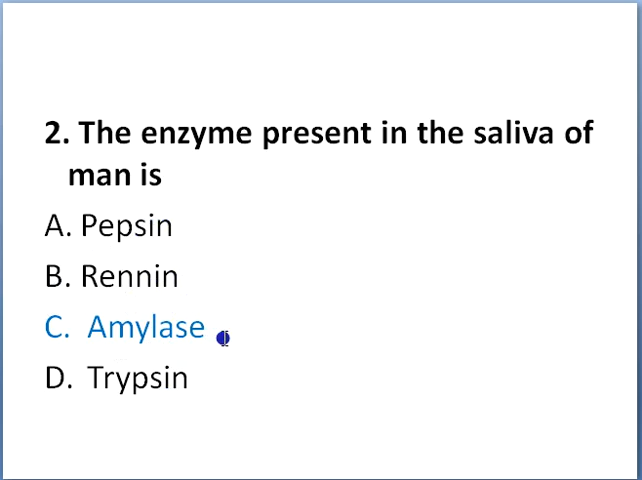 2. The enzyme present in the saliva of
man is
A. Pepsin
B. Rennin
C. Amylase
D. Trypsin